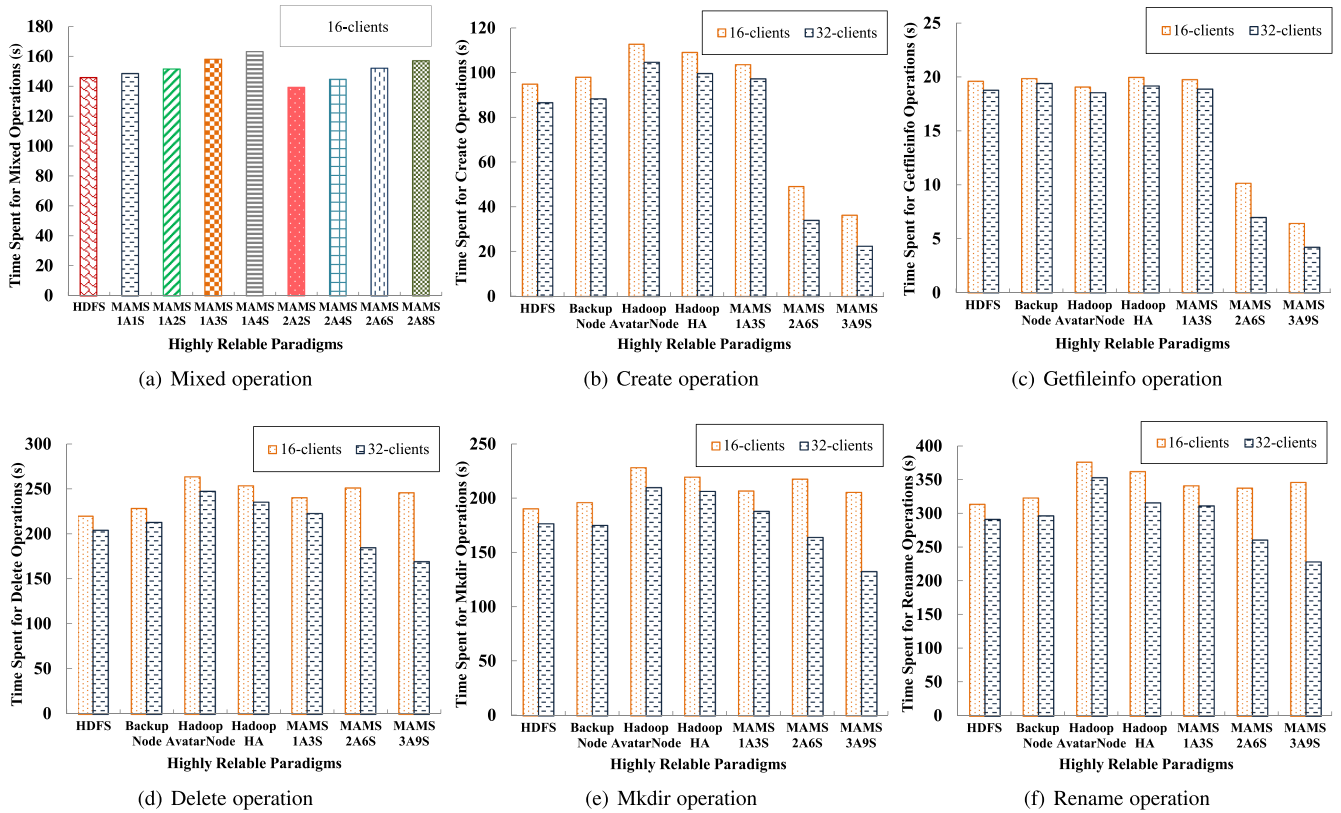 Time Spent for Mixed Operations (s)
180
160
140
120
100
80
60
40
20
0
16-clients
HDFS MAMS MAMS MAMS MAMS MAMS MAMS MAMS MAMS
1A1S 1A2S 1A3S 1A4S 2A2S 2A4S 2A6S 2A8S
Highly Relable Paradigms
(a) Mixed operation
Time Spent for Create Operations (s)
120
100
80
60
40
20
0
16-clients 32-clients
HDFS Backup Hadoop Hadoop MAMS MAMS MAMS
Node AvatarNode HA 1A3S 2A6S 3A9S
Highly Relable Paradigms
(b) Create operation
Time Spent for Getfileinfo Operations (s)
25
20
15
10
5
0
16-clients 32-clients
HDFS Backup Hadoop Hadoop MAMS MAMS MAMS
Node AvatarNode HA 1A3S 2A6S 3A9S
Highly Relable Paradigms
(c) Getfileinfo operation
Time Spent for Delete Operations (s)
300
250
200
150
100
50
0
16-clients 32-clients
HDFS Backup Hadoop Hadoop MAMS MAMS MAMS
Node AvatarNode HA 1A3S 2A6S 3A9S
Highly Relable Paradigms
(d) Delete operation
Time Spent for Mkdir Operations (s)
250
200
150
100
50
0
16-clients 32-clients
HDFS Backup Hadoop Hadoop MAMS MAMS MAMS
Node AvatarNode HA 1A3S 2A6S 3A9S
Highly Relable Paradigms
(e) Mkdir operation
Time Spent for Rename Operations (s)
400
350
300
250
200
150
100
50
0
16-clients 32-clients
HDFS Backup Hadoop Hadoop MAMS MAMS MAMS
Node AvatarNode HA 1A3S 2A6S 3A9S
Highly Relable Paradigms
(f) Rename operation